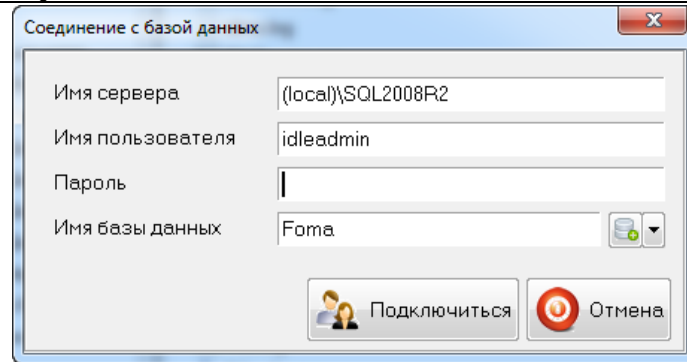 Соединение с базой данных
Имя сервера (local)\SQL2008R2
Имя пользователя idleadmin
Пароль
Имя базы данных Foma
Подключиться Отмена